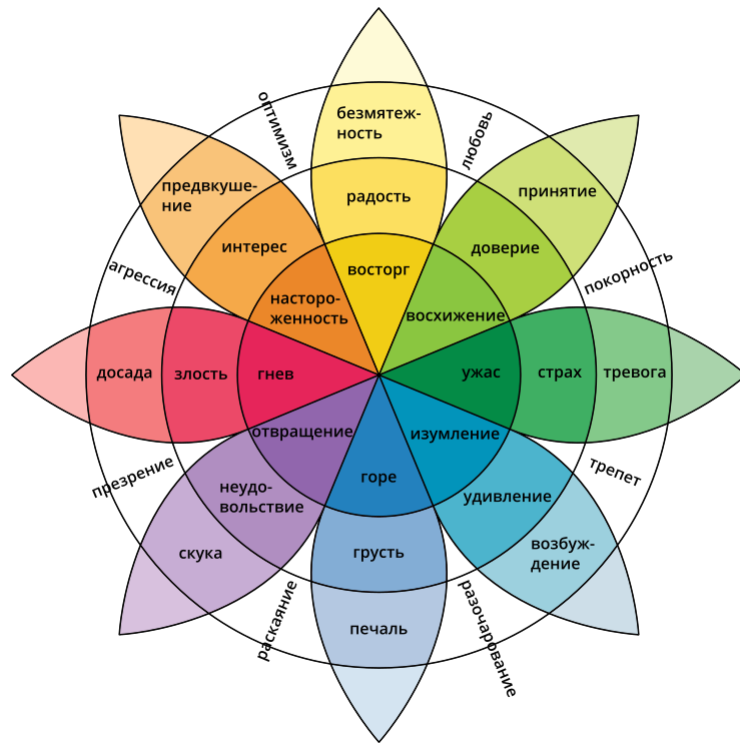 оптимизм
безмятеж-
ность
любовь
предвкуше-
ние
принятие
радость
интерес
доверие
агрессия
покорность
восторг
насторо-
женность
восхижение
досада
злость
гнев
ужас
страх
тревога
отвращение
изумление
презрение
трепет
горе
неудо-
вольствие
удивление
скука
грусть
возбуж-
дение
раскаяние
печаль
разочарование